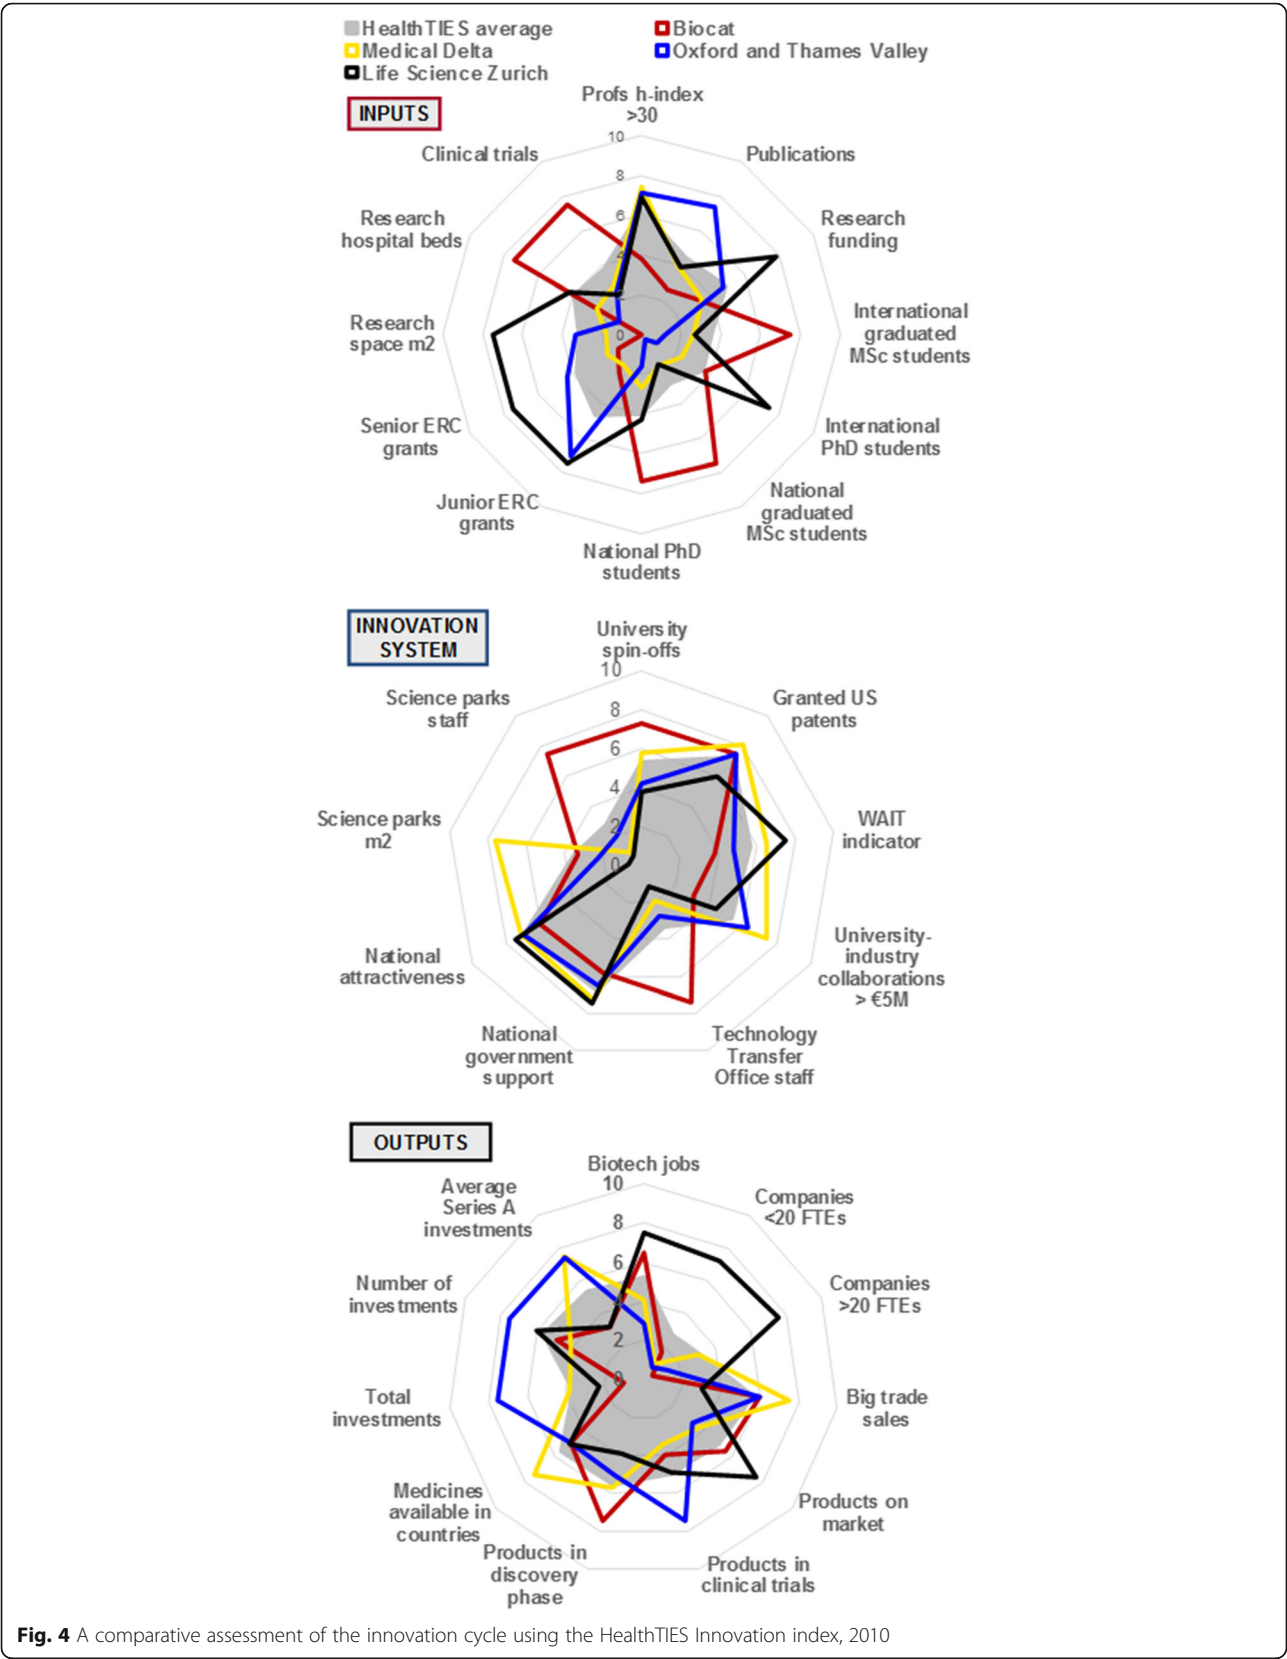 HealthTIES average
Biocat
Medical Delta
Oxford and Thames Valley
Life Science Zurich
INPUTS
Profs h-index
>30
Publications
Research
funding
International
graduated
MSc students
International
PhD students
National
graduated
MSc students
National PhD
students
Junior ERC
grants
Senior ERC
grants
Research
space m2
Research
hospital beds
Clinical trials
10
8
6
4
2
0
INNOVATION
SYSTEM
University
spin-offs
Granted US
patents
WAIT
indicator
University-
industry
collaborations
> €5M
Technology
Transfer
Office staff
National
government
support
National
attractiveness
Science parks
m2
Science parks
staff
10
8
6
4
2
0
OUTPUTS
Biotech jobs
Companies
<20 FTEs
Companies
>20 FTEs
Big trade
sales
Products on
market
Products in
clinical trials
Products in
discovery
phase
Medicines
available in
countries
Total
investments
Number of
investments
Average
Series A
investments
10
8
6
4
2
0
Fig. 4 A comparative assessment of the innovation cycle using the HealthTIES Innovation index, 2010